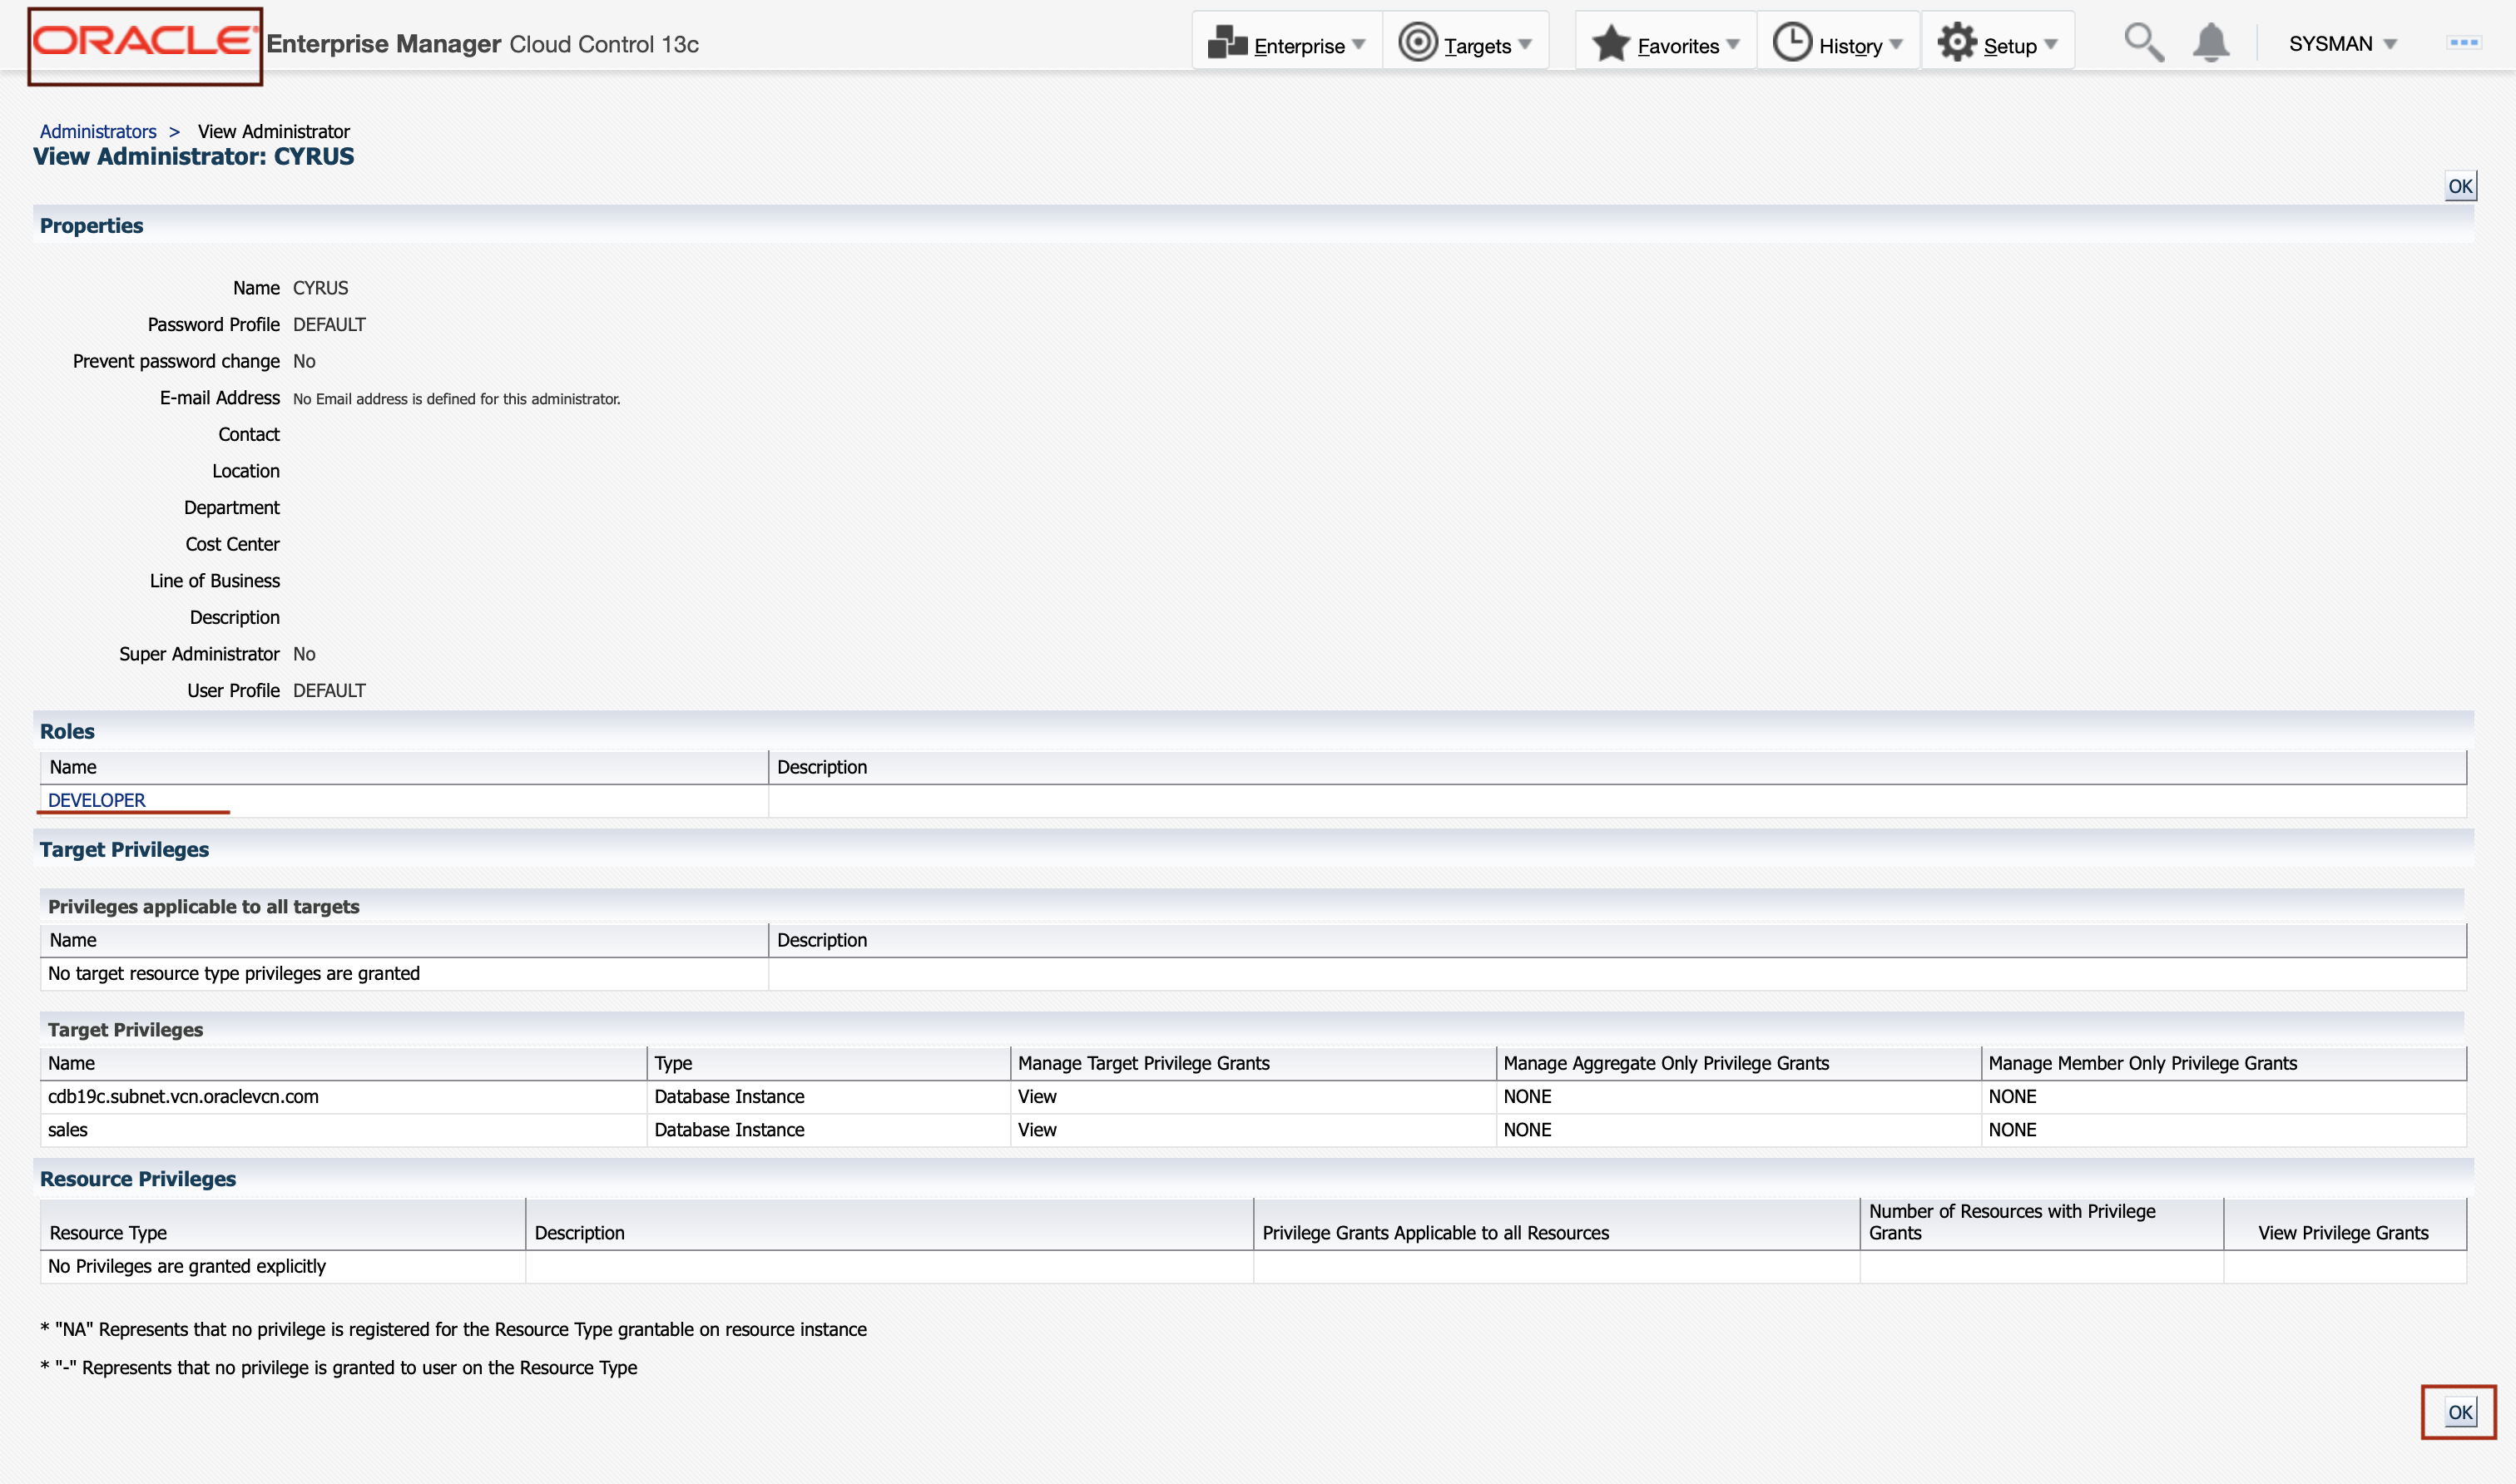 ORACLE Enterprise Manager Cloud Control 13c Enterprise Targets Favorites History Setup SYSMAN
Administrators > View Administrator
View Administrator: CYRUS
OK
Properties
Name CYRUS
Password Profile DEFAULT
Prevent password change No
E-mail Address No Email address is defined for this administrator.
Contact
Location
Department
Cost Center
Line of Business
Description
Super Administrator No
User Profile DEFAULT
Roles
Name Description
DEVELOPER
Target Privileges
Privileges applicable to all targets
Name Description
No target resource type privileges are granted
Target Privileges
Name Type Manage Target Privilege Grants Manage Aggregate Only Privilege Grants Manage Member Only Privilege Grants
cdb19c.subnet.vcn.oraclevcn.com Database Instance View NONE NONE
sales Database Instance View NONE NONE
Resource Privileges
Resource Type Description Privilege Grants Applicable to all Resources Number of Resources with Privilege Grants View Privilege Grants
No Privileges are granted explicitly
* "NA" Represents that no privilege is registered for the Resource Type grantable on resource instance
* "-" Represents that no privilege is granted to user on the Resource Type
OK